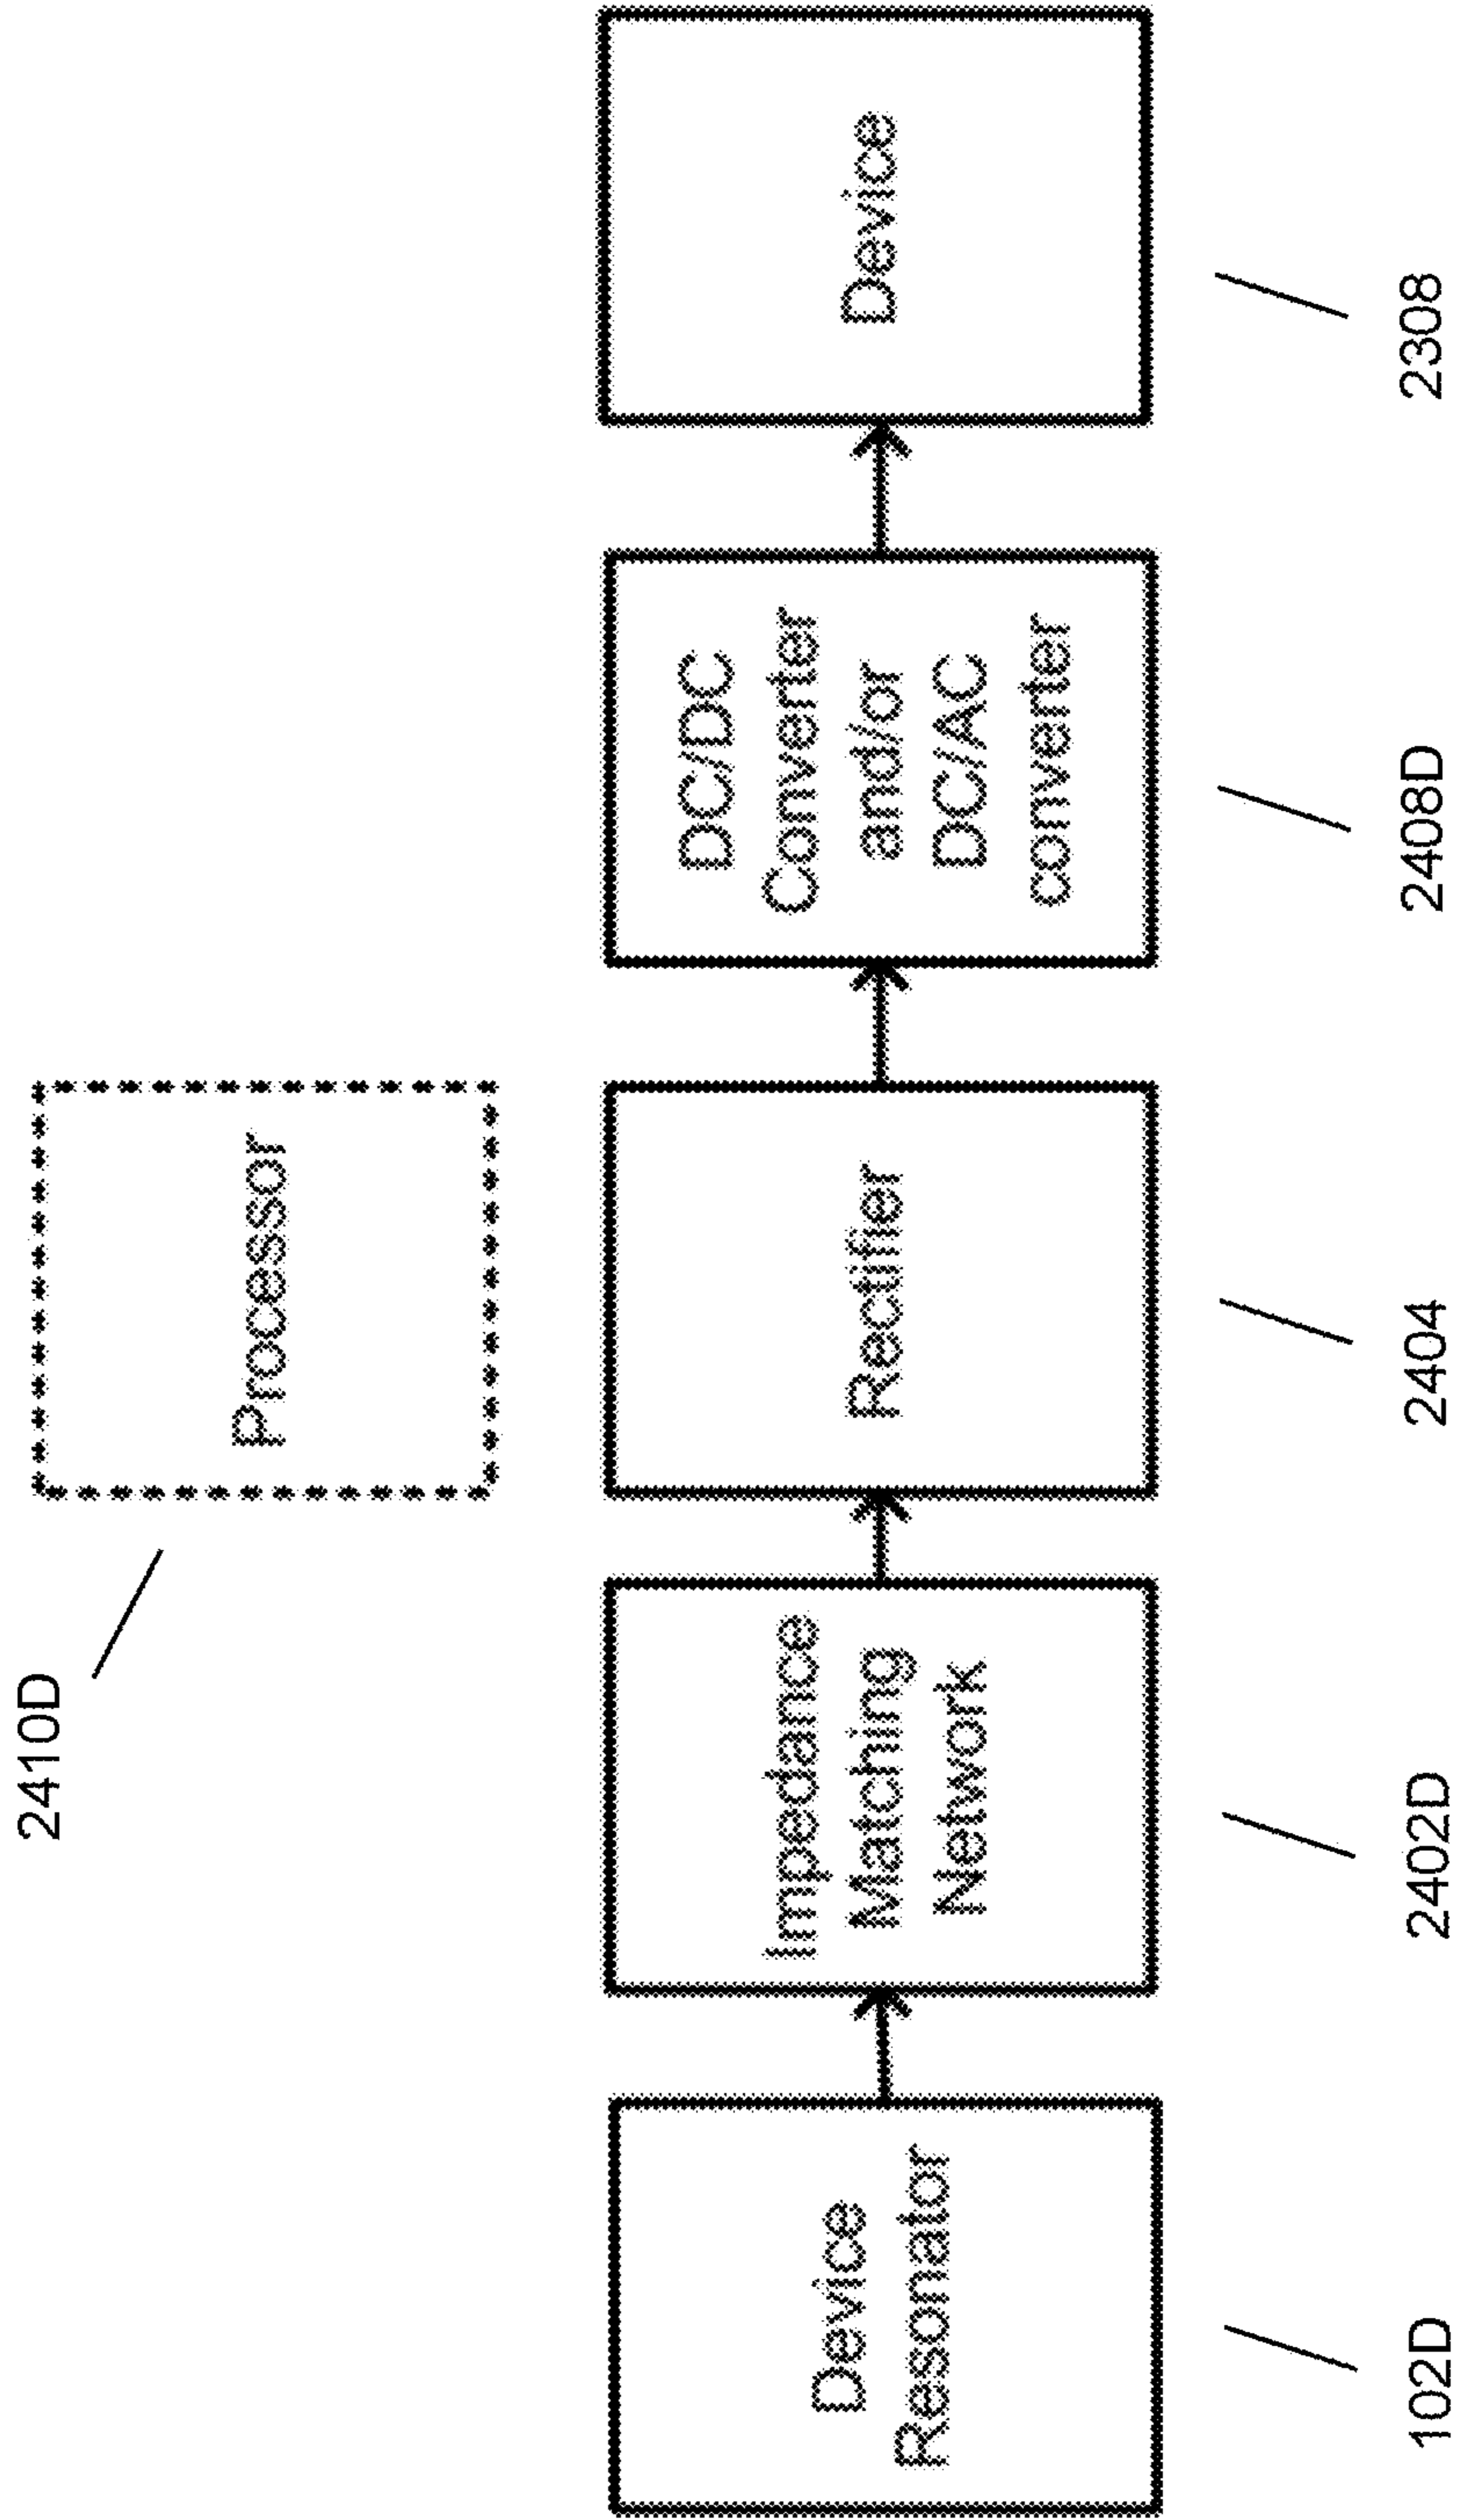 2410D
Processor
Device
Resonator
Impedance
Matching
Network
Rectifier
DC/DC
Converter
and/or
DC/AC
converter
Device
102D
2402D
2404
2408D
2308